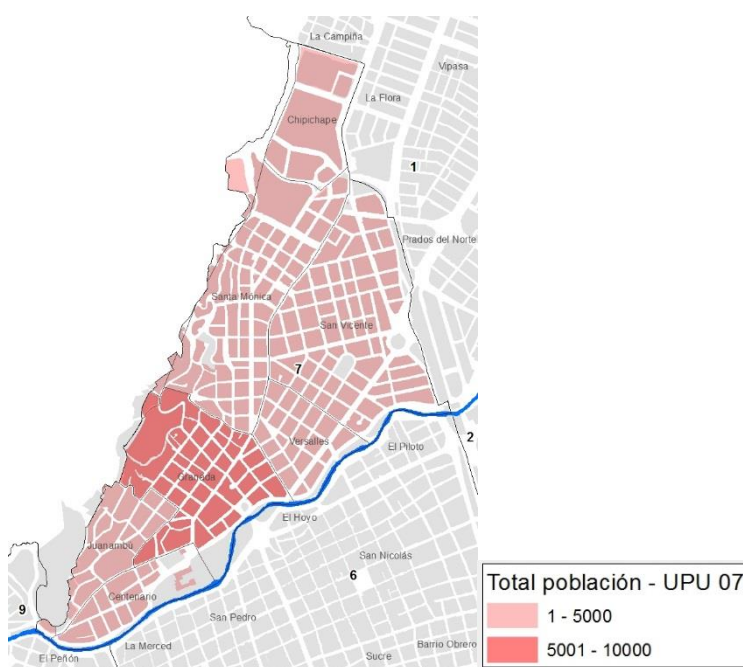 La Campiña
Vipasa
La Flora
Chipichape
1
Prados del Norte
Santa Mónica
San Vicente
7
Versalles
2
El Piloto
Granada
El Hoyo
Juanambú
San Nicolás
6
Centenario
9
San Pedro
La Merced
Barrio Obrero
El Peñón
Sucre
Total población - UPU 07
1 - 5000
5001 - 10000